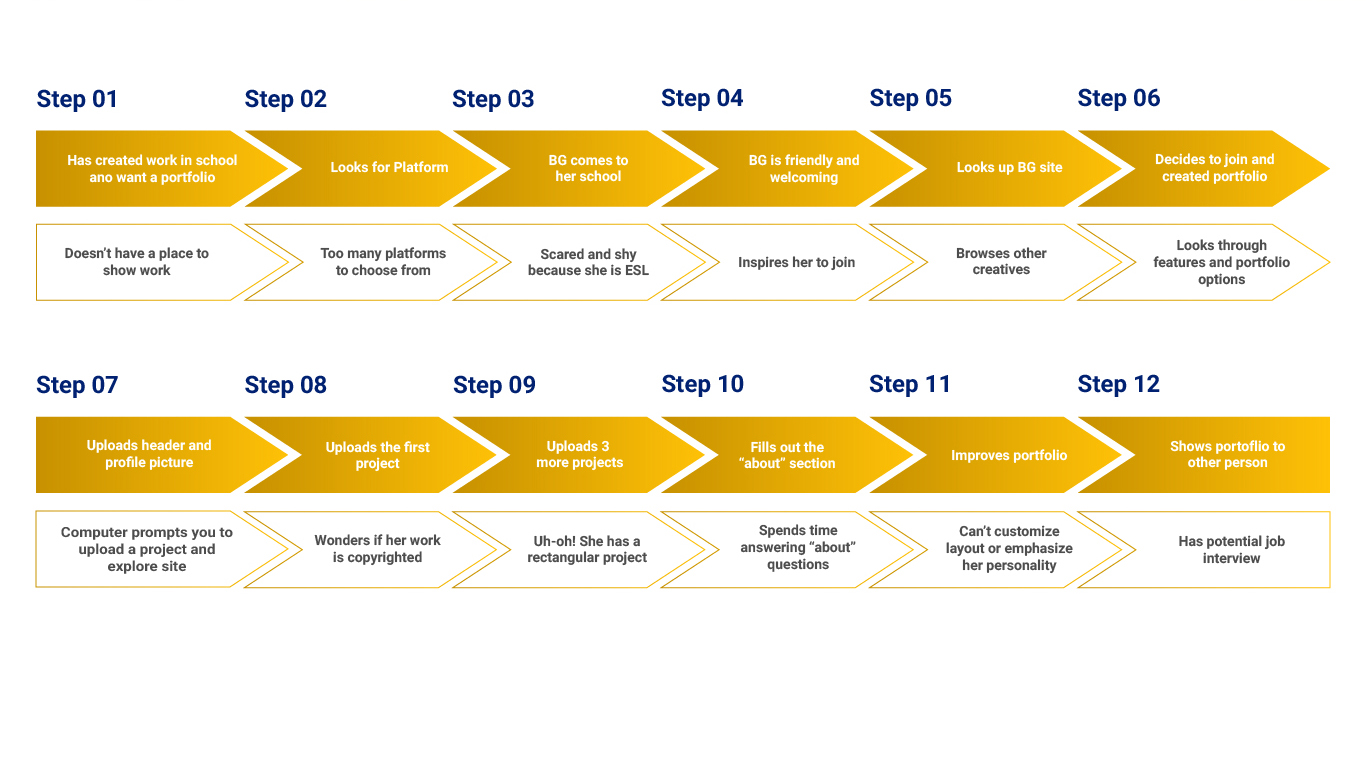 Step 01
Step 02
Step 03
Step 04
Step 05
Step 06
Has created work in school
ano want a portfolio
Looks for Platform
BG comes to
her school
BG is friendly and
welcoming
Looks up BG site
Decides to join and
created portfolio
Doesn't have a place to
show work
Too many platforms
to choose from
Scared and shy
because she is ESL
Inspires her to join
Browses other
creatives
Looks through
features and portfolio
options
Step 07
Step 08
Step 09
Step 10
Step 11
Step 12
Uploads header and
profile picture
Uploads the first
project
Uploads 3
more projects
Fills out the
“about” section
Improves portfolio
Shows portoflio to
other person
Computer prompts you to
upload a project and
explore site
Wonders if her work
is copyrighted
Uh-oh! She has a
rectangular project
Spends time
answering “about”
questions
Can't customize
layout or emphasize
her personality
Has potential job
interview